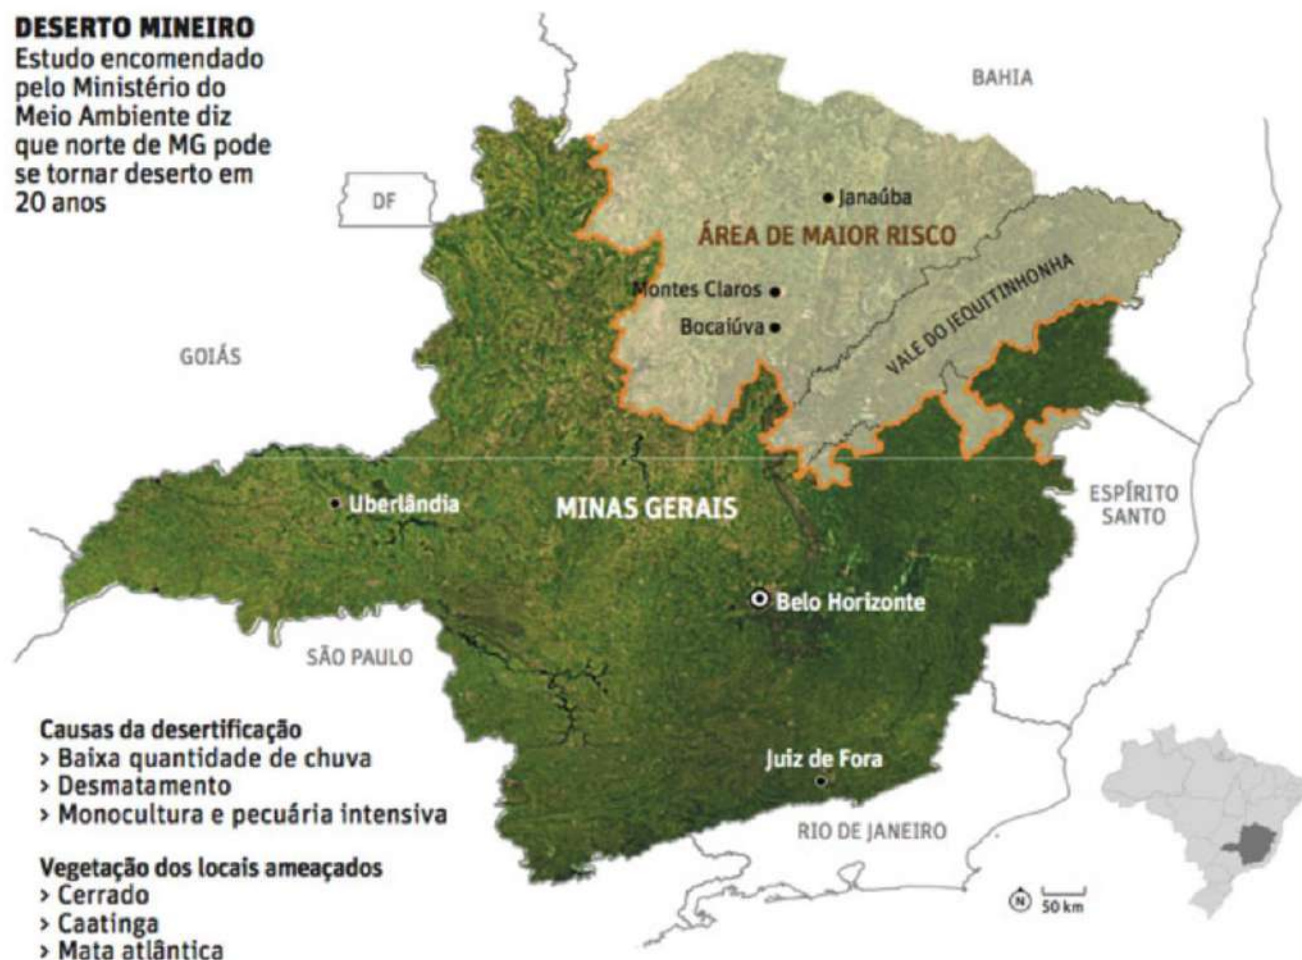 DESERTO MINEIRO
Estudo encomendado
pelo Ministério do
Meio Ambiente diz
que norte de MG pode
se tornar deserto em
20 anos
BAHIA
DF
Janaúba
ÁREA DE MAIOR RISCO
Montes Claros
Bocaiúva
VALE DO JEQUITINHONHA
GOIÁS
Uberlândia
MINAS GERAIS
ESPÍRITO
SANTO
Belo Horizonte
SÃO PAULO
Juiz de Fora
RIO DE JANEIRO
Causas da desertificação
> Baixa quantidade de chuva
> Desmatamento
> Monocultura e pecuária intensiva
Vegetação dos locais ameaçados
> Cerrado
> Caatinga
> Mata atlântica
N
50 km